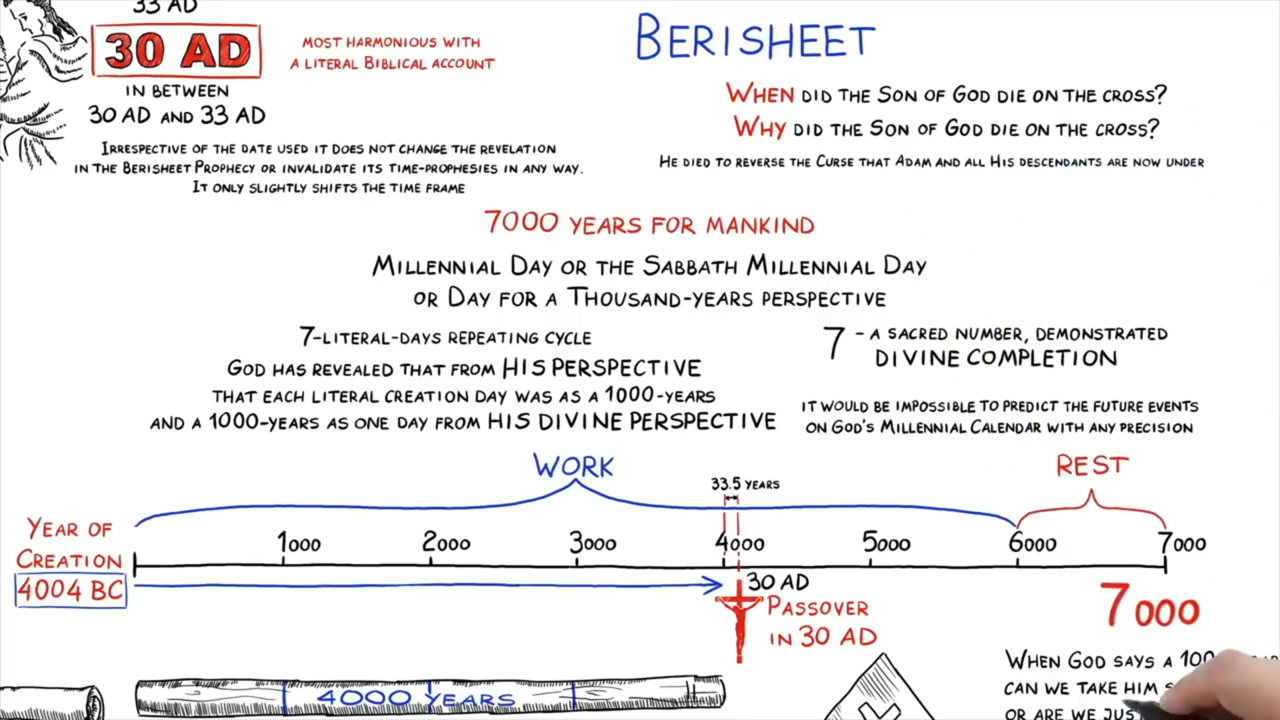 33 AD
30 AD
MOST HARMONIOUS WITH
A LITERAL BIBLICAL ACCOUNT
IN BETWEEN
30 AD AND 33 AD
IRRESPECTIVE OF THE DATE USED IT DOES NOT CHANGE THE REVELATION
IN THE BERISHEET PROPHECY OR INVALIDATE ITS TIME-PROPHESIES IN ANY WAY.
IT ONLY SLIGHTLY SHIFTS THE TIME FRAME
BERISHEET
WHEN DID THE SON OF GOD DIE ON THE CROSS?
WHY DID THE SON OF GOD DIE ON THE CROSS?
HE DIED TO REVERSE THE CURSE THAT ADAM AND ALL HIS DESCENDANTS ARE NOW UNDER
7000 YEARS FOR MANKIND
MILLENNIAL DAY OR THE SABBATH MILLENNIAL DAY
OR DAY FOR A THOUSAND-YEARS PERSPECTIVE
7-LITERAL-DAYS REPEATING CYCLE
GOD HAS REVEALED THAT FROM HIS PERSPECTIVE
THAT EACH LITERAL CREATION DAY WAS AS A 1000-YEARS
AND A 1000-YEARS AS ONE DAY FROM HIS DIVINE PERSPECTIVE
7 - A SACRED NUMBER, DEMONSTRATED
DIVINE COMPLETION
IT WOULD BE IMPOSSIBLE TO PREDICT THE FUTURE EVENTS
ON GOD'S MILLENNIAL CALENDAR WITH ANY PRECISION
WORK
REST
33.5 YEARS
YEAR OF
CREATION
4004 BC
1000 2000 3000 4000 5000 6000 7000
30 AD
PASSOVER
IN 30 AD
7000
4000 YEARS
WHEN GOD SAYS A
CAN WE TAKE HIM
OR ARE WE